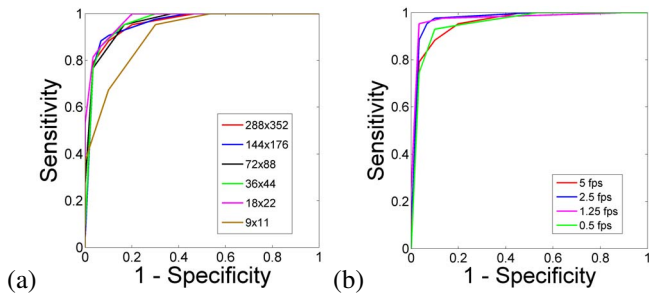 (a)
Sensitivity
1
0.8
0.6
0.4
0.2
0
0 0.2 0.4 0.6 0.8 1
1 - Specificity
288x352
144x176
72x88
36x44
18x22
9x11
(b)
Sensitivity
1
0.8
0.6
0.4
0.2
0
0 0.2 0.4 0.6 0.8 1
1 - Specificity
5 fps
2.5 fps
1.25 fps
0.5 fps